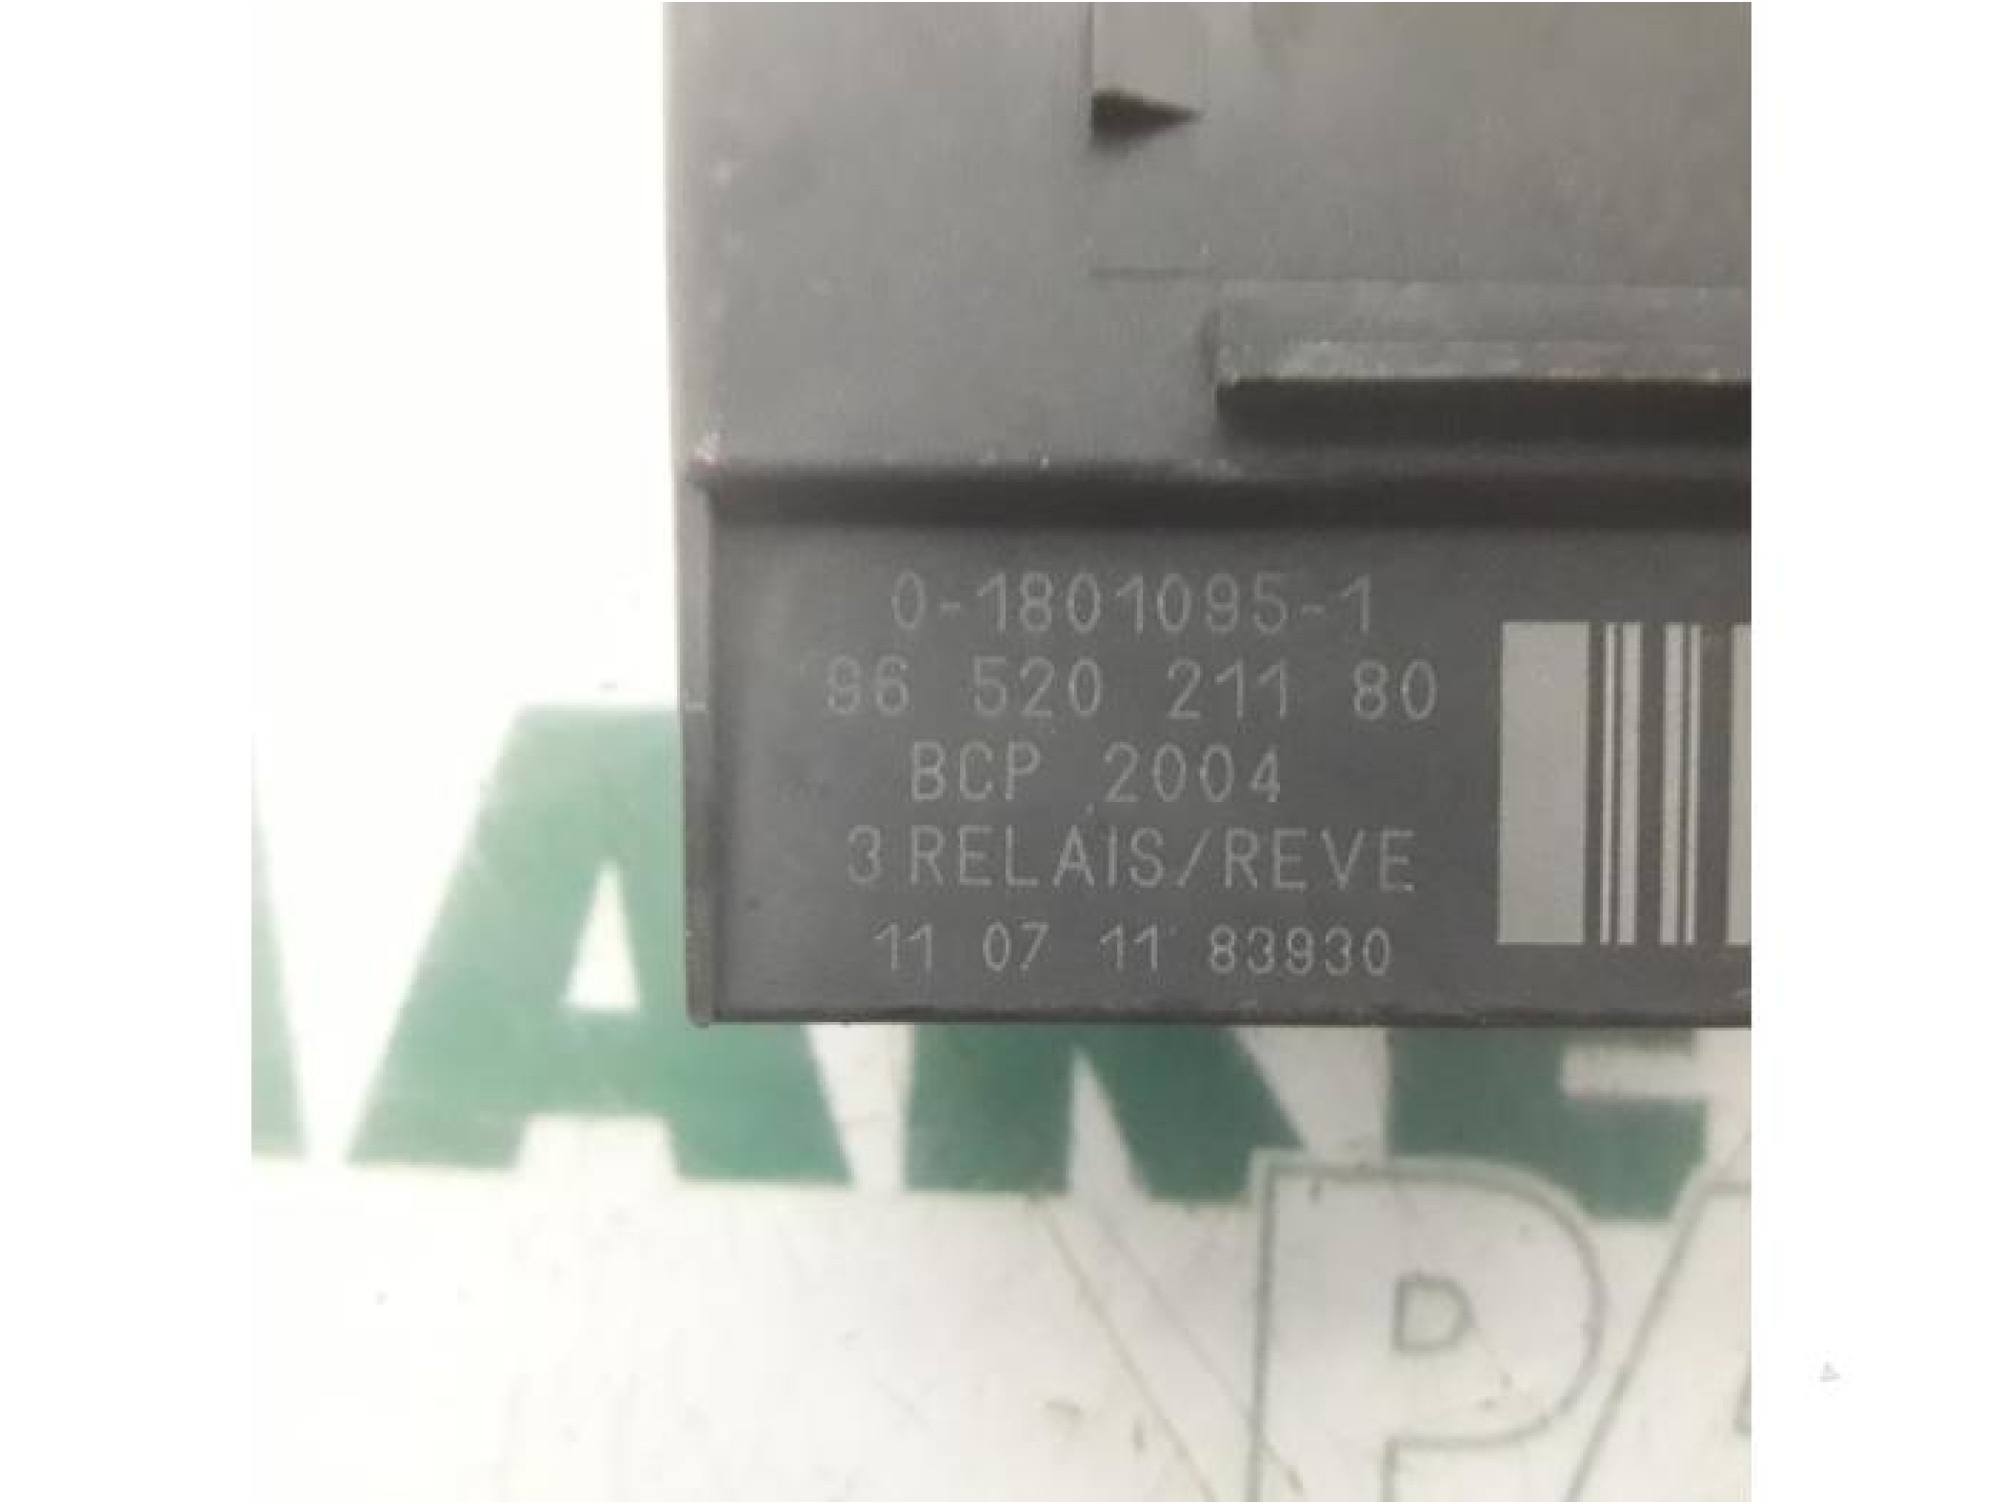 0-1801095-1
96 520 211 80
BCP 2004
3 RELAIS/REVE
11 07 11 83930